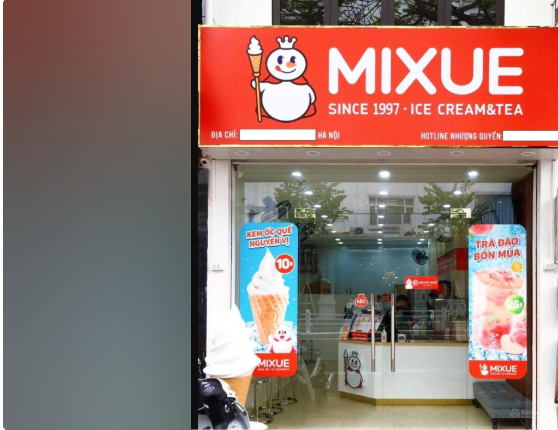 MIXUE
SINCE 1997 · ICE CREAM&TEA
ĐỊA CHỈ: HÀ NỘI
HOTLINE NHƯỢNG QUYỀN:
KEM ỐC QUẾ
NGUYÊN VỊ
10K
MIXUE
KÉO
TRÀ ĐÀO
BỐN MÙA
25K
MIXUE